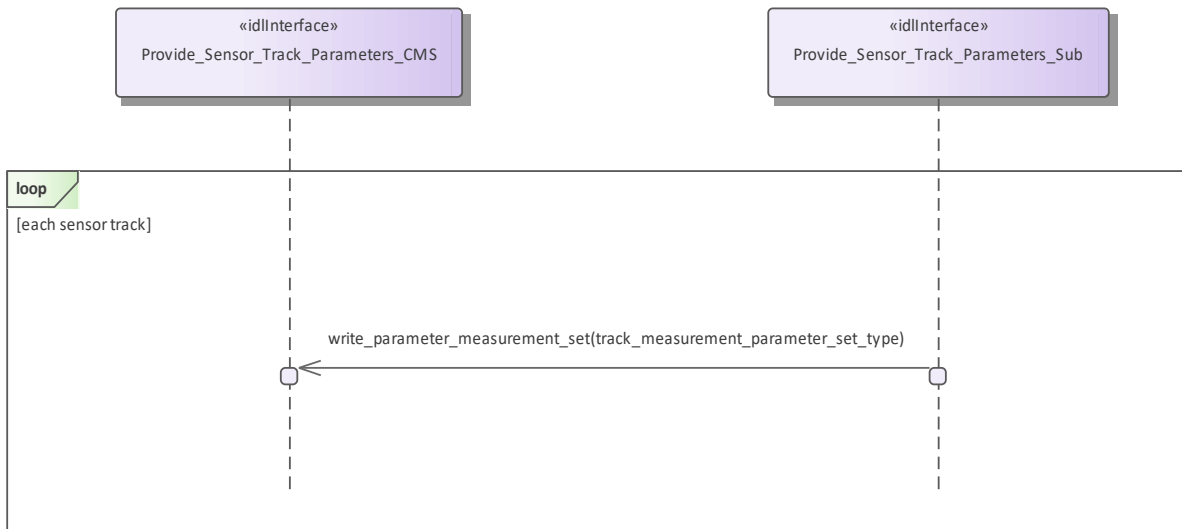 «idlInterface»
Provide_Sensor_Track_Parameters_CMS
«idlInterface»
Provide_Sensor_Track_Parameters_Sub
loop
[each sensor track]
write_parameter_measurement_set(track_measurement_parameter_set_type)